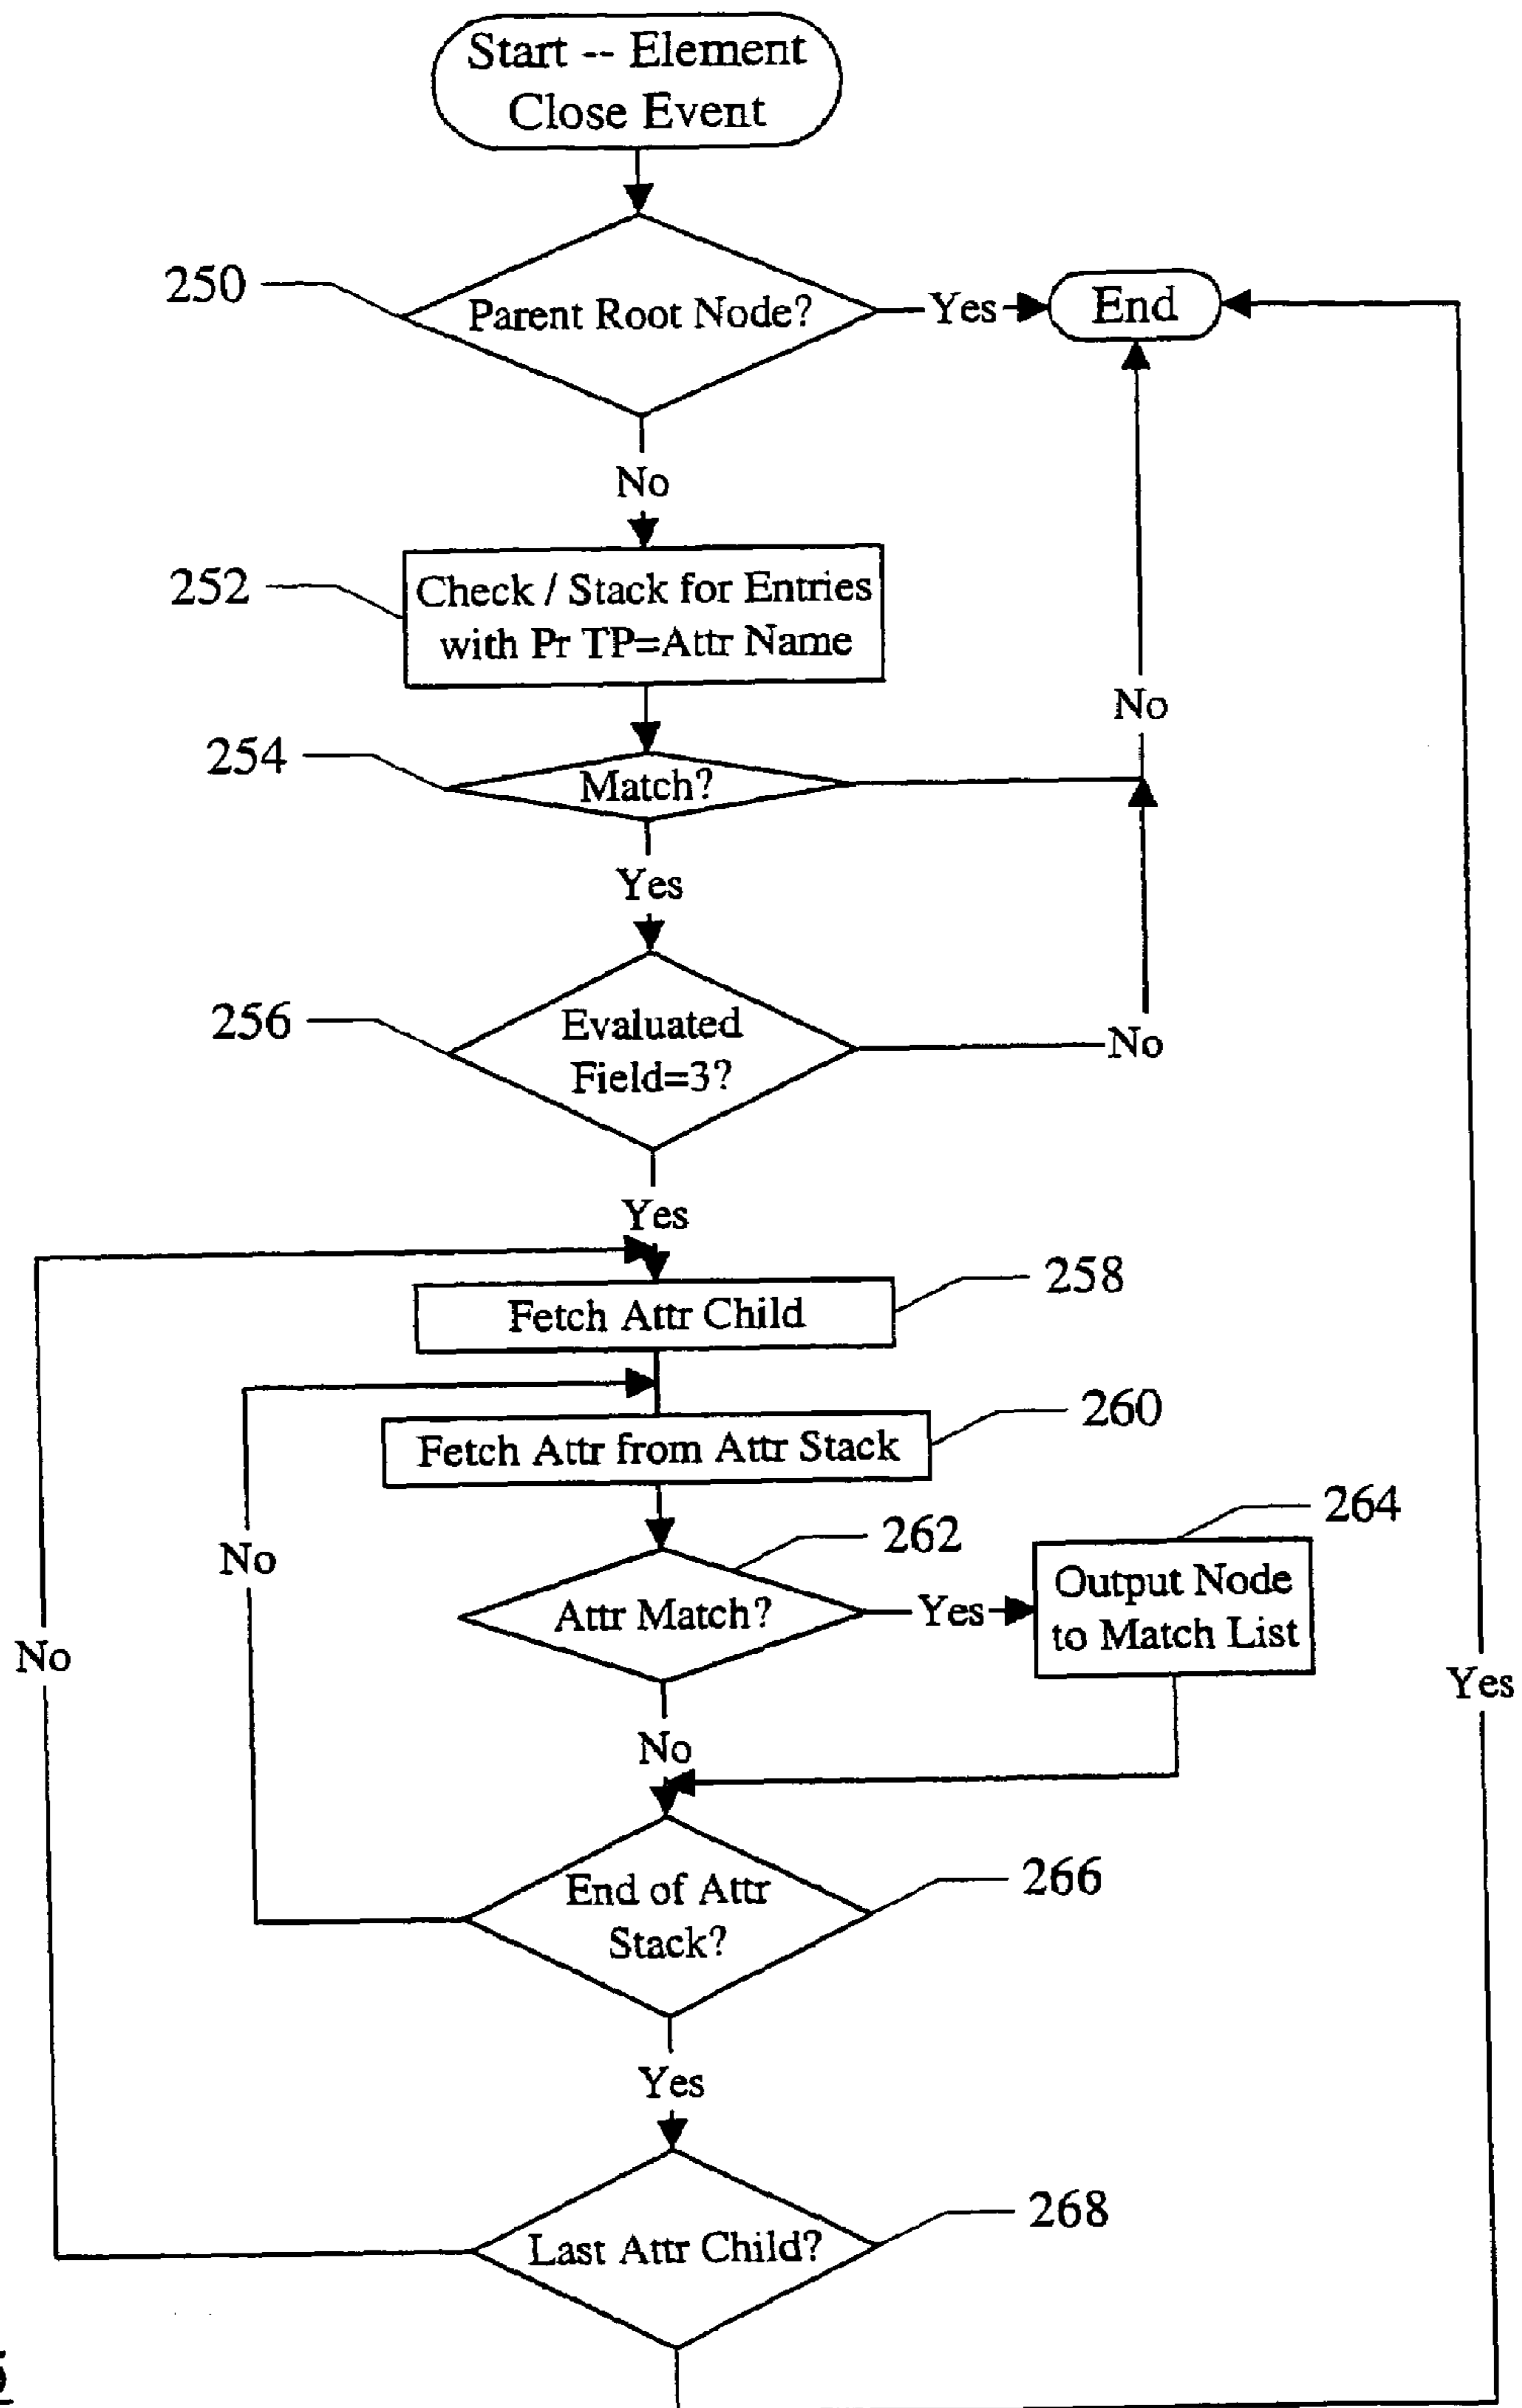 Start -- Element
Close Event
250
Parent Root Node?
Yes
End
No
252
Check / Stack for Entries
with Pr TP=Attr Name
No
254
Match?
Yes
256
Evaluated
Field=3?
No
Yes
258
Fetch Attr Child
260
Fetch Attr from Attr Stack
264
262
No
Output Node
to Match List
Attr Match?
Yes
No
Yes
No
266
End of Attr
Stack?
Yes
268
Last Attr Child?